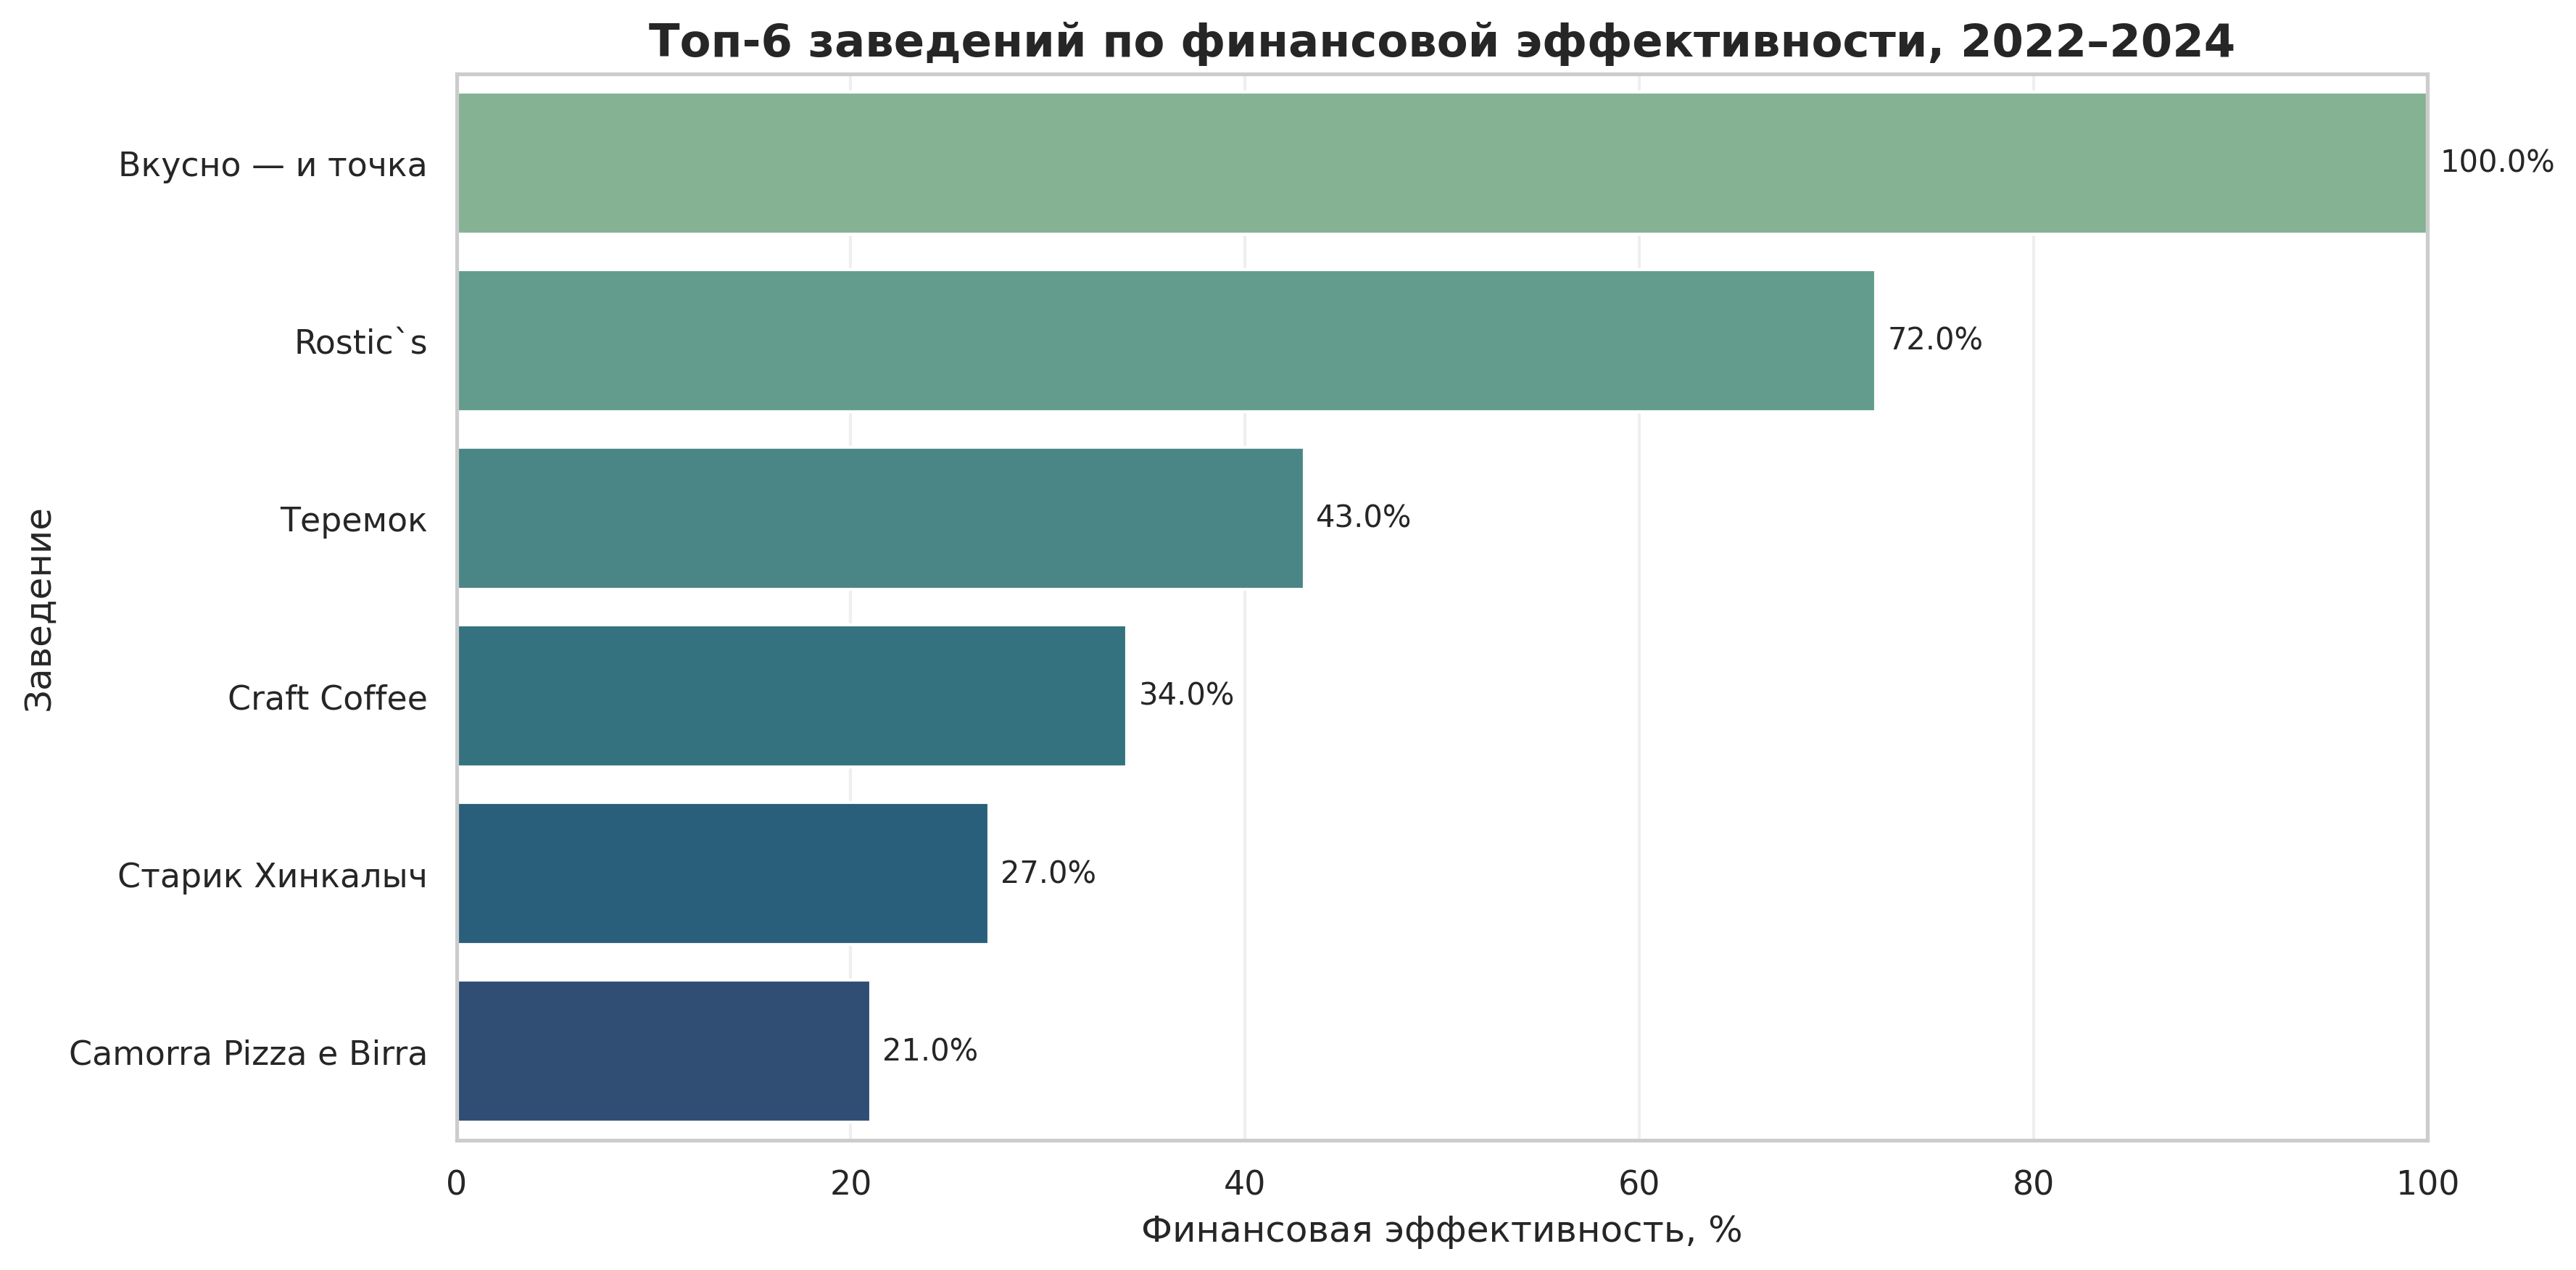 Топ-6 заведений по финансовой эффективности, 2022–2024
Заведение
Вкусно — и точка
100.0%
Rostic`s
72.0%
Теремок
43.0%
Craft Coffee
34.0%
Старик Хинкалыч
27.0%
Camorra Pizza e Birra
21.0%
0 20 40 60 80 100
Финансовая эффективность, %